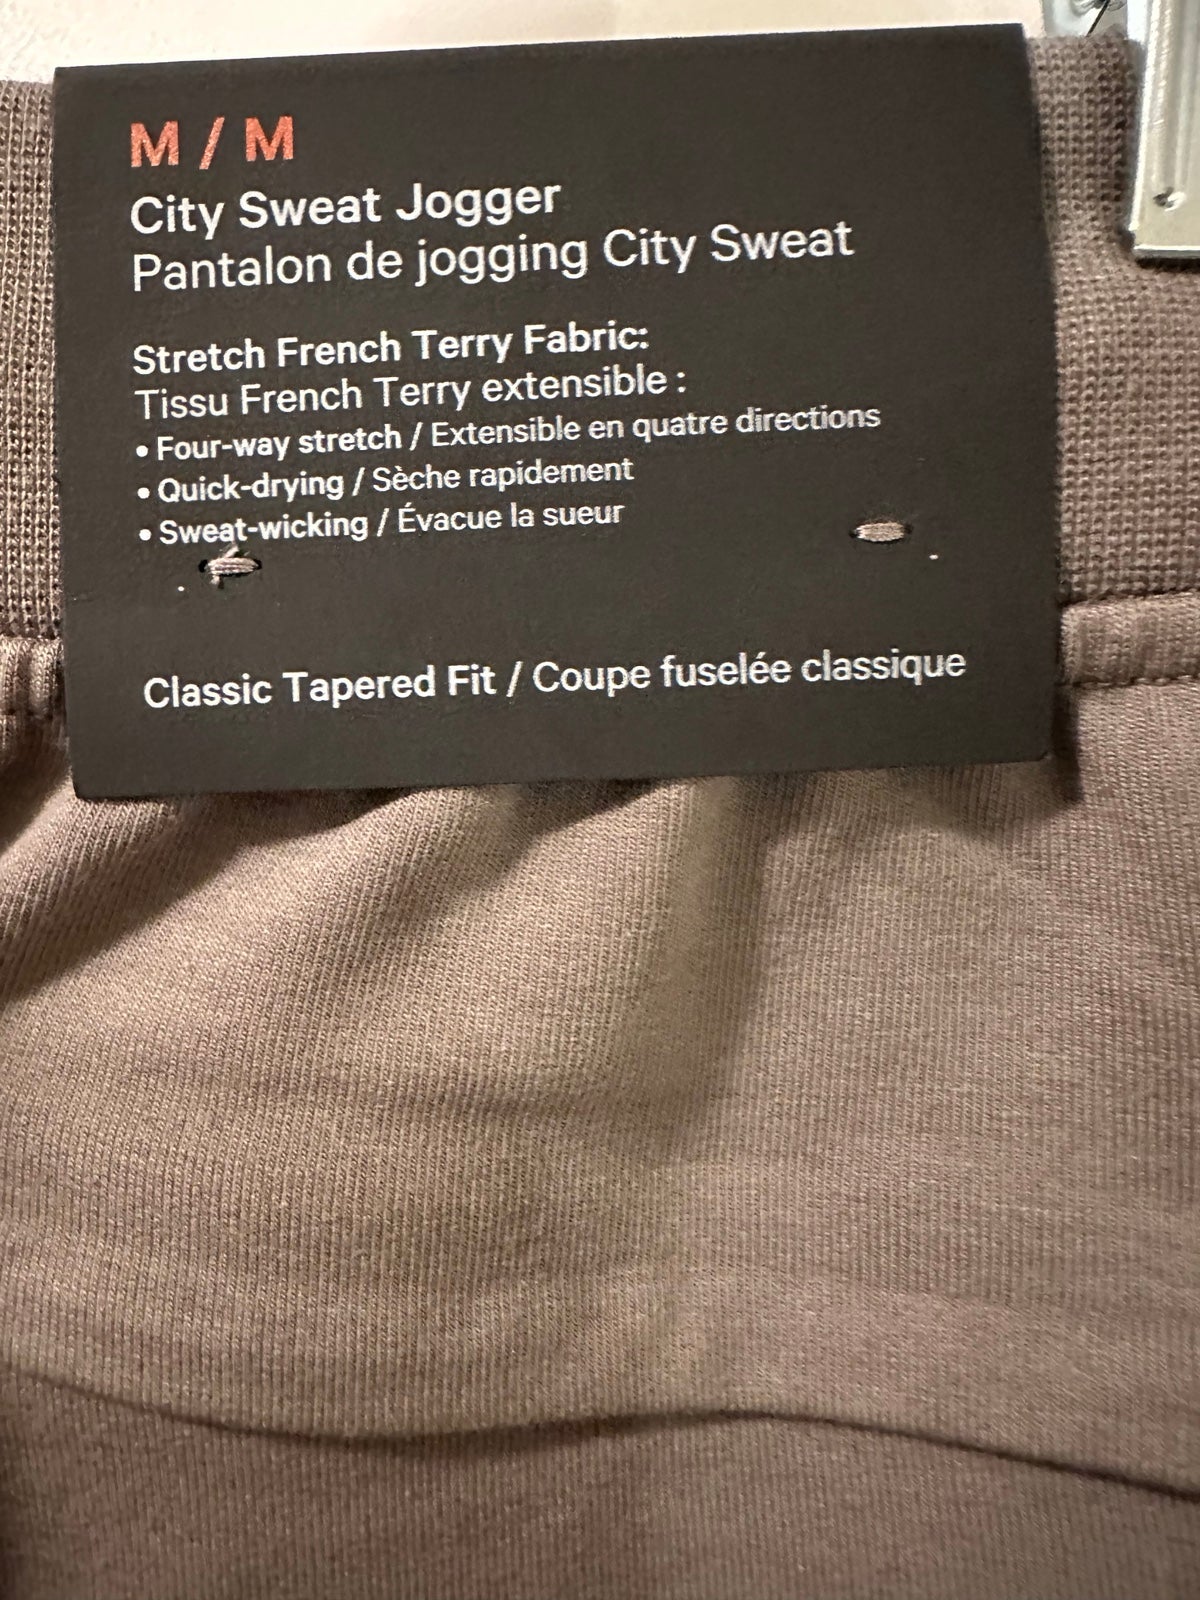 M / M
City Sweat Jogger
Pantalon de jogging City Sweat
Stretch French Terry Fabric:
Tissu French Terry extensible :
• Four-way stretch / Extensible en quatre directions
• Quick-drying / Sèche rapidement
• Sweat-wicking / Évacue la sueur
Classic Tapered Fit / Coupe fuselée classique